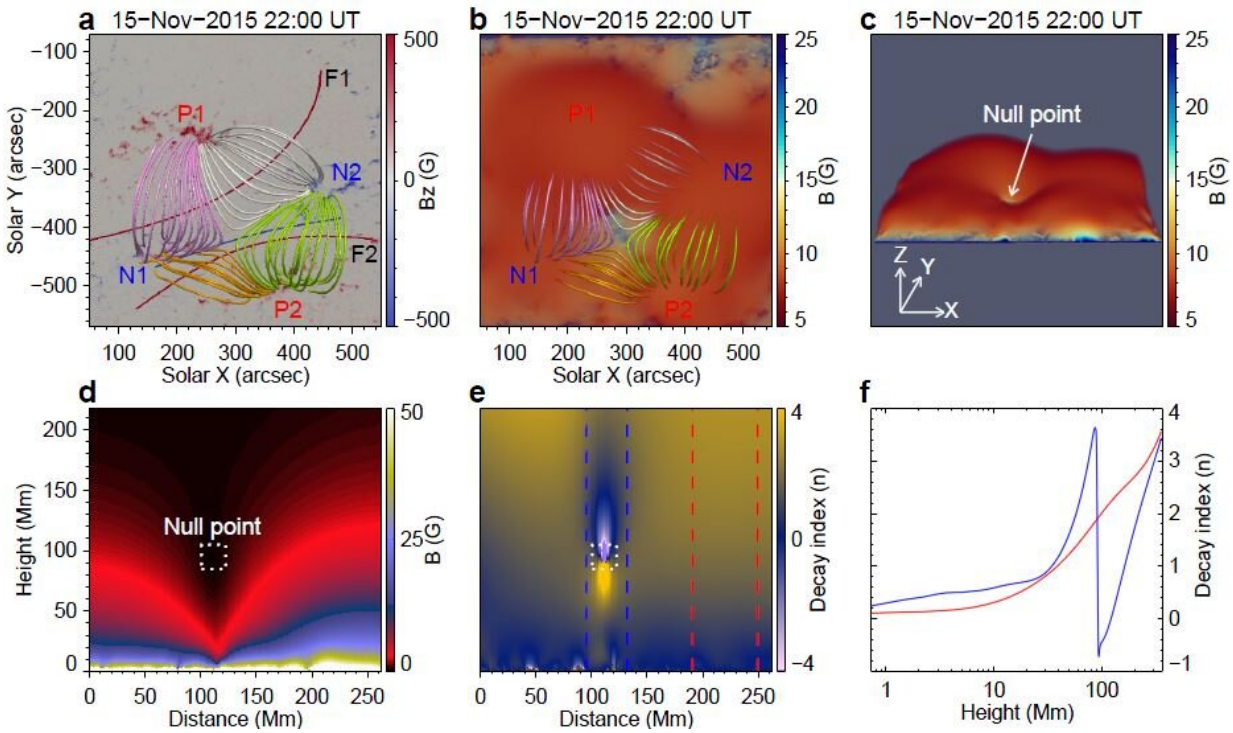 a 15-Nov-2015 22:00 UT
b 15-Nov-2015 22:00 UT
c 15-Nov-2015 22:00 UT
Solar Y (arcsec)
−100
−200
−300
−400
−500
P1
F1
N2
N1
F2
P2
100 200 300 400 500
Solar X (arcsec)
500
0
−500
Bz (G)
P1
N2
N1
P2
100 200 300 400 500
Solar X (arcsec)
25
20
15
10
5
B (G)
Null point
Z
Y
X
25
20
15
10
5
B (G)
d
Height (Mm)
200
150
100
50
0
Null point
0 50 100 150 200 250
Distance (Mm)
50
25
0
B (G)
e
0 50 100 150 200 250
Distance (Mm)
4
0
−4
Decay index (n)
f
1 10 100
Height (Mm)
4
3
2
1
0
−1
Decay index (n)